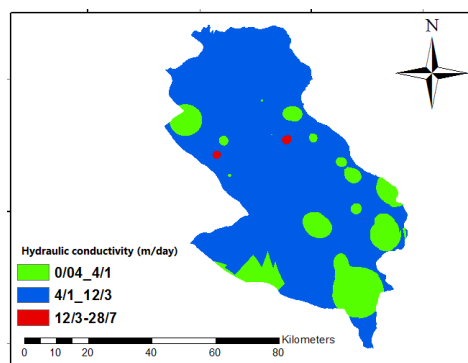 N
Hydraulic conductivity (m/day)
0/04_4/1
4/1_12/3
12/3-28/7
Kilometers
0 10 20 40 60 80